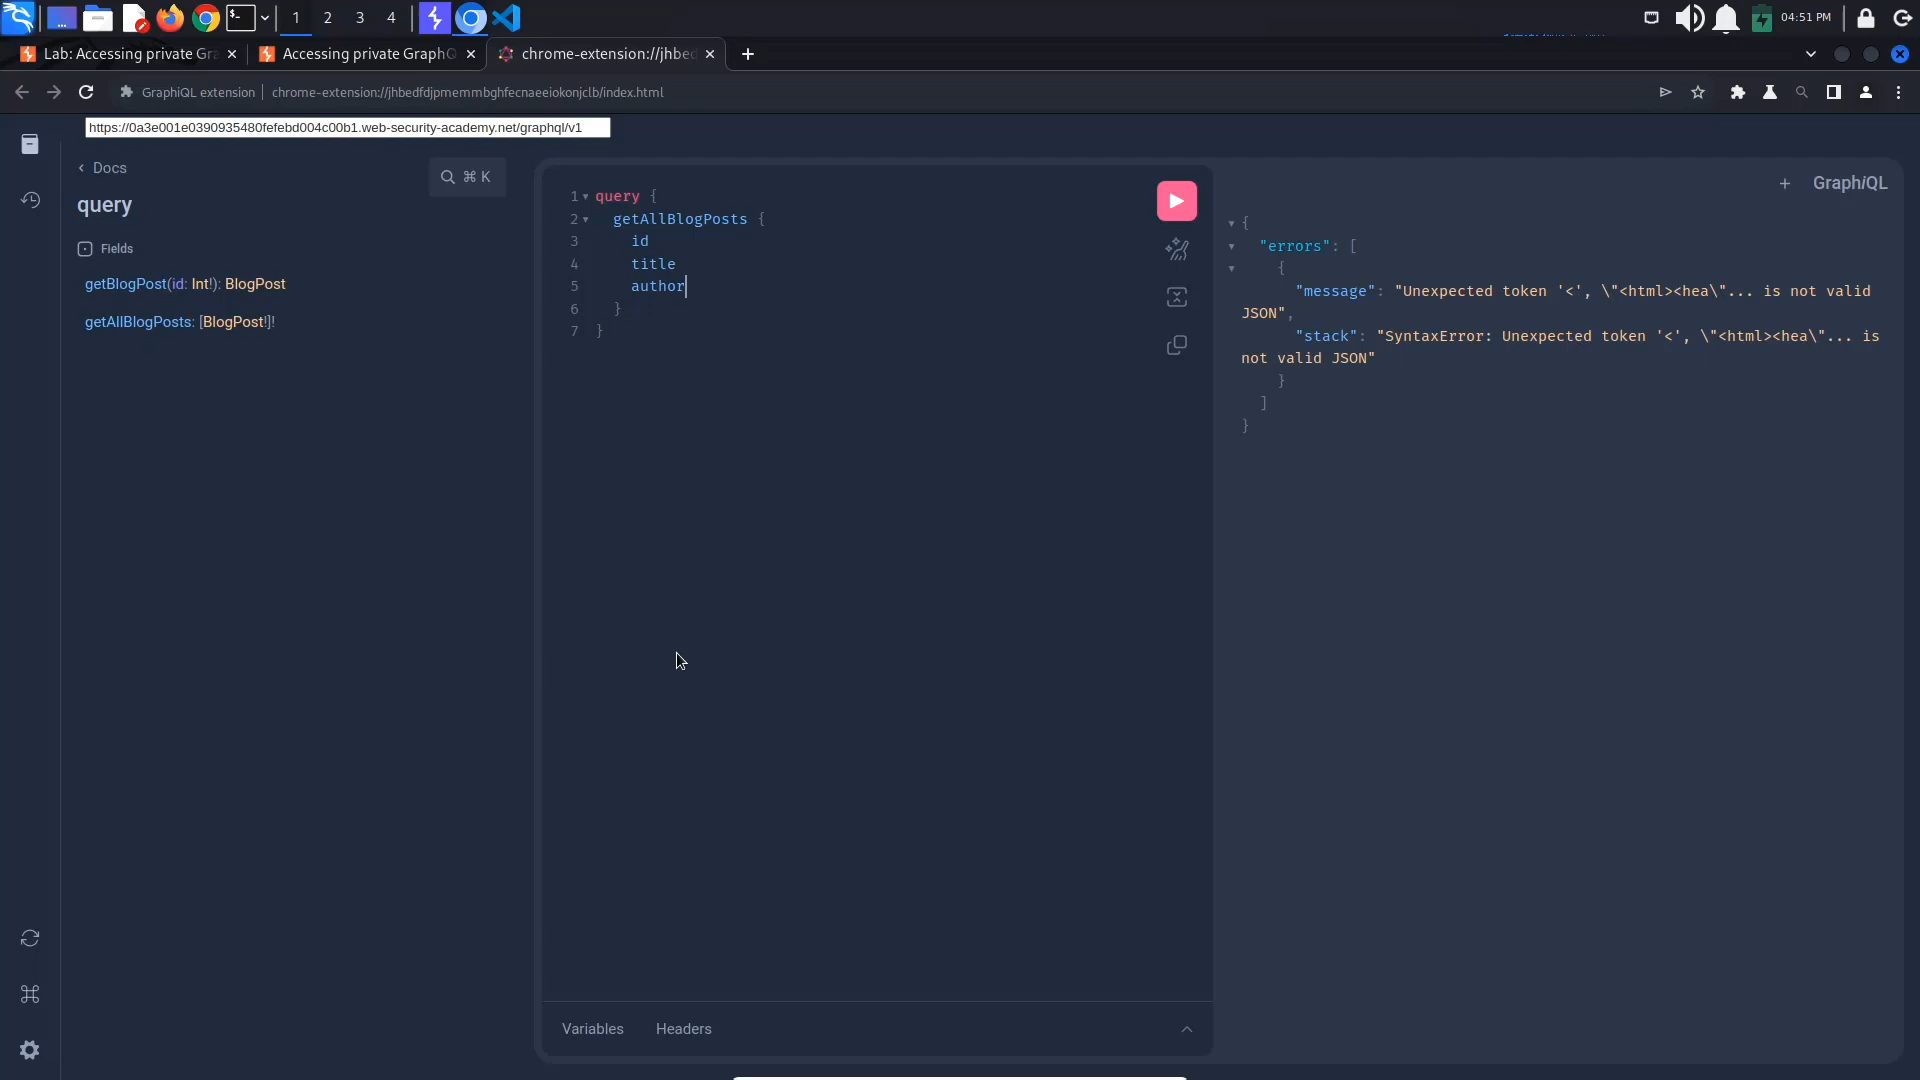 1 2 3 4
04:51 PM
Lab: Accessing private Gra
Accessing private GraphQ
chrome-extension://jhbed
GraphiQL extension
chrome-extension://jhbedfdjpmemmbghfecnaeeiokonjclb/index.html
https://0a3e001e0390935480fefebd004c00b1.web-security-academy.net/graphql/v1
Docs
⌘ K
query
Fields
getBlogPost(id: Int!): BlogPost
getAllBlogPosts: [BlogPost!]!
1 query {
2 getAllBlogPosts {
3 id
4 title
5 author
6 }
7 }
Variables Headers
+ GraphiQL
{
"errors": [
{
"message": "Unexpected token '<', \"<html><hea\"... is not valid
JSON",
"stack": "SyntaxError: Unexpected token '<', \"<html><hea\"... is
not valid JSON"
}
]
}